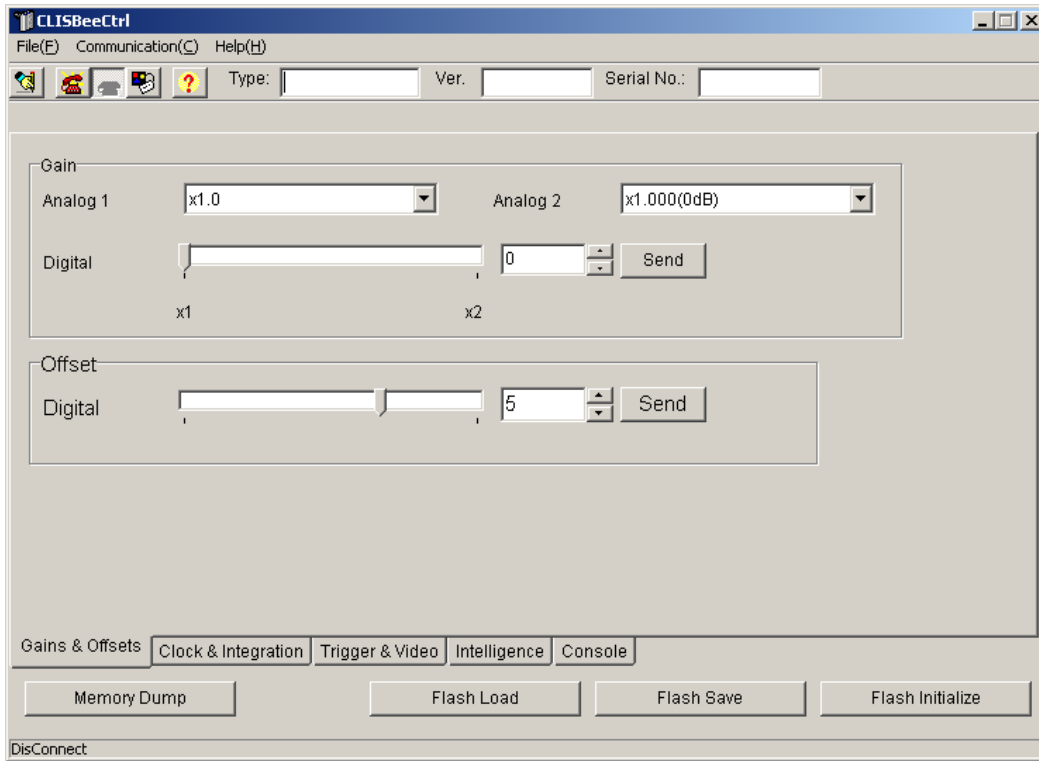 CLISBeeCtrl
File(F) Communication(C) Help(H)
Type: Ver. Serial No.:
Gain
Analog 1 x1.0 Analog 2 x1.000(0dB)
Digital 0 Send
x1 x2
Offset
Digital 5 Send
Gains & Offsets Clock & Integration Trigger & Video Intelligence Console
Memory Dump Flash Load Flash Save Flash Initialize
DisConnect